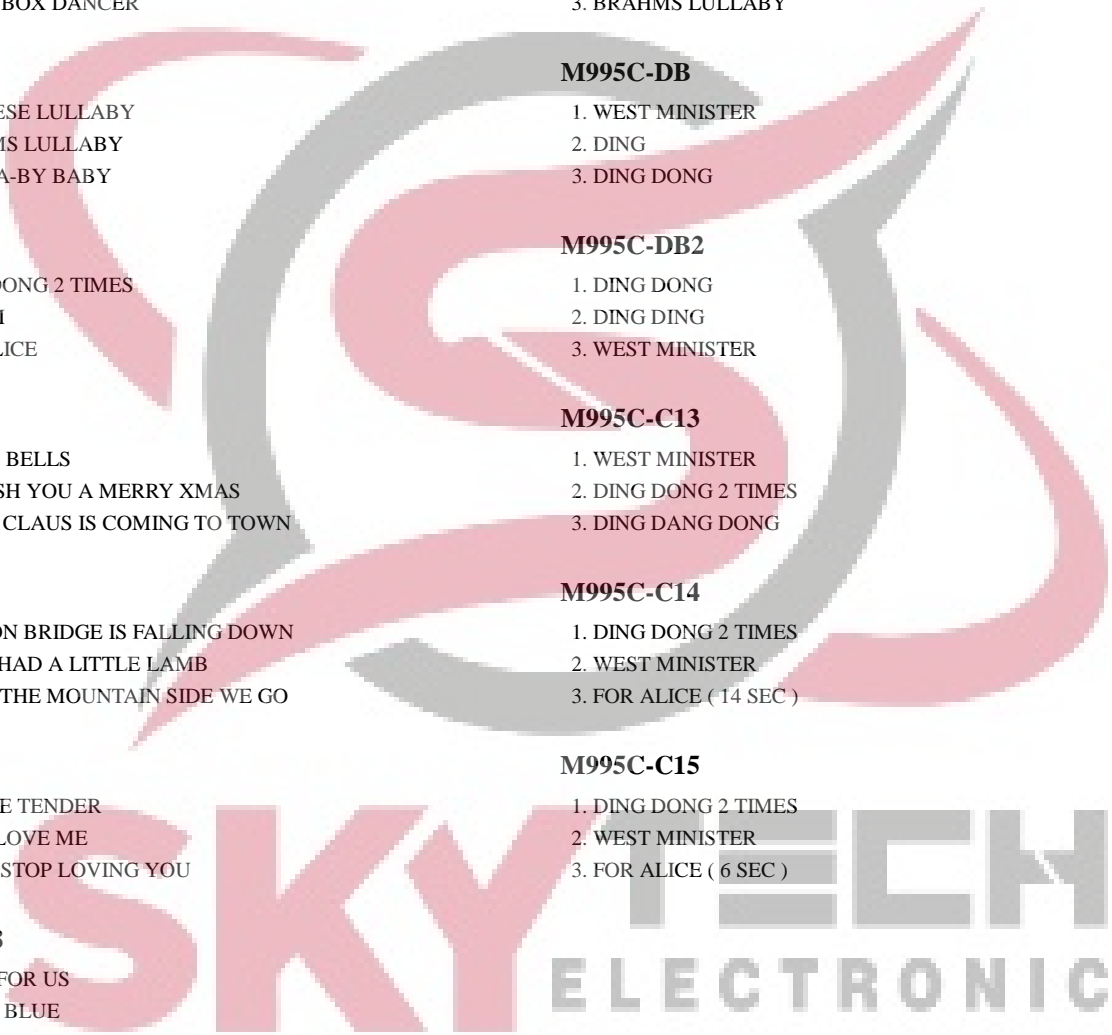 BOX DANCER
ESE LULLABY
MS LULLABY
A-BY BABY
DONG 2 TIMES
LICE
BELLS
SH YOU A MERRY XMAS
CLAUS IS COMING TO TOWN
ON BRIDGE IS FALLING DOWN
HAD A LITTLE LAMB
THE MOUNTAIN SIDE WE GO
E TENDER
LOVE ME
STOP LOVING YOU
FOR US
BLUE
3. BRAHMS LULLABY
M995C-DB
1. WEST MINISTER
2. DING
3. DING DONG
M995C-DB2
1. DING DONG
2. DING DING
3. WEST MINISTER
M995C-C13
1. WEST MINISTER
2. DING DONG 2 TIMES
3. DING DANG DONG
M995C-C14
1. DING DONG 2 TIMES
2. WEST MINISTER
3. FOR ALICE ( 14 SEC )
M995C-C15
1. DING DONG 2 TIMES
2. WEST MINISTER
3. FOR ALICE ( 6 SEC )
SKYTECH
ELECTRONIC